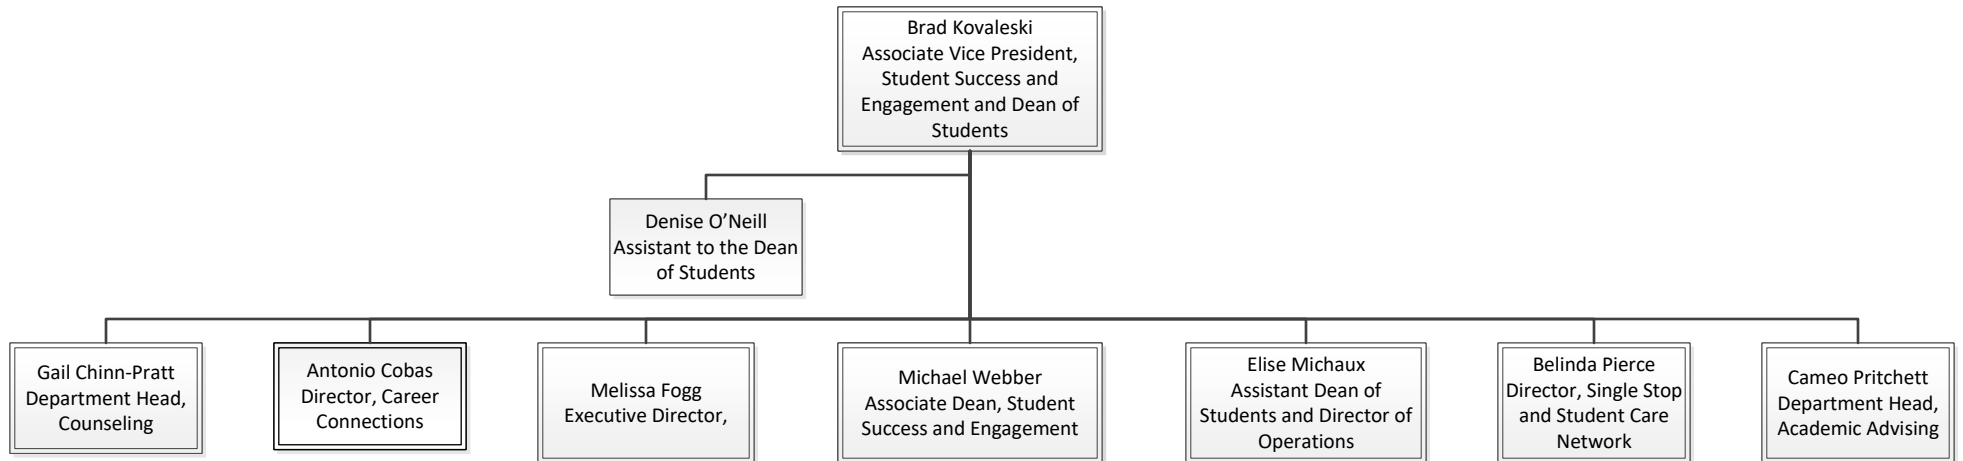 Brad Kovaleski
Associate Vice President,
Student Success and
Engagement and Dean of
Students
Denise O’Neill
Assistant to the Dean
of Students
Gail Chinn-Pratt
Department Head,
Counseling
Antonio Cobas
Director, Career
Connections
Melissa Fogg
Executive Director,
Michael Webber
Associate Dean, Student
Success and Engagement
Elise Michaux
Assistant Dean of
Students and Director of
Operations
Belinda Pierce
Director, Single Stop
and Student Care
Network
Cameo Pritchett
Department Head,
Academic Advising